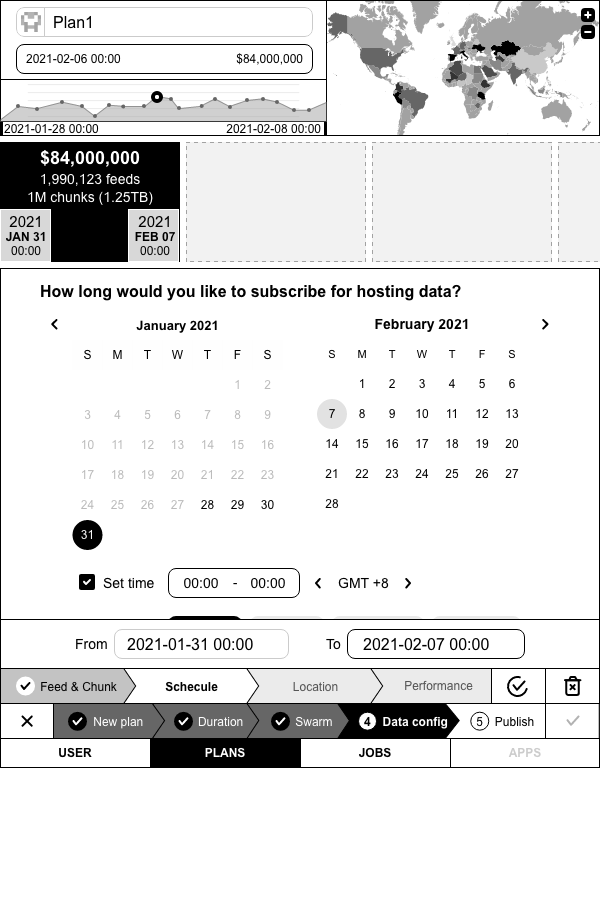 Plan1
2021-02-06 00:00 $84,000,000
2021-01-28 00:00 2021-02-08 00:00
$84,000,000
1,990,123 feeds
1M chunks (1.25TB)
2021 2021
JAN 31 FEB 07
00:00 00:00
How long would you like to subscribe for hosting data?
January 2021
S M T W T F S
1 2
3 4 5 6 7 8 9
10 11 12 13 14 15 16
17 18 19 20 21 22 23
24 25 26 27 28 29 30
31
February 2021
S M T W T F S
1 2 3 4 5 6
7 8 9 10 11 12 13
14 15 16 17 18 19 20
21 22 23 24 25 26 27
28
Set time 00:00 - 00:00 GMT +8
From 2021-01-31 00:00 To 2021-02-07 00:00
Feed & Chunk Schecule Location Performance
New plan Duration Swarm 4 Data config 5 Publish
USER PLANS JOBS APPS